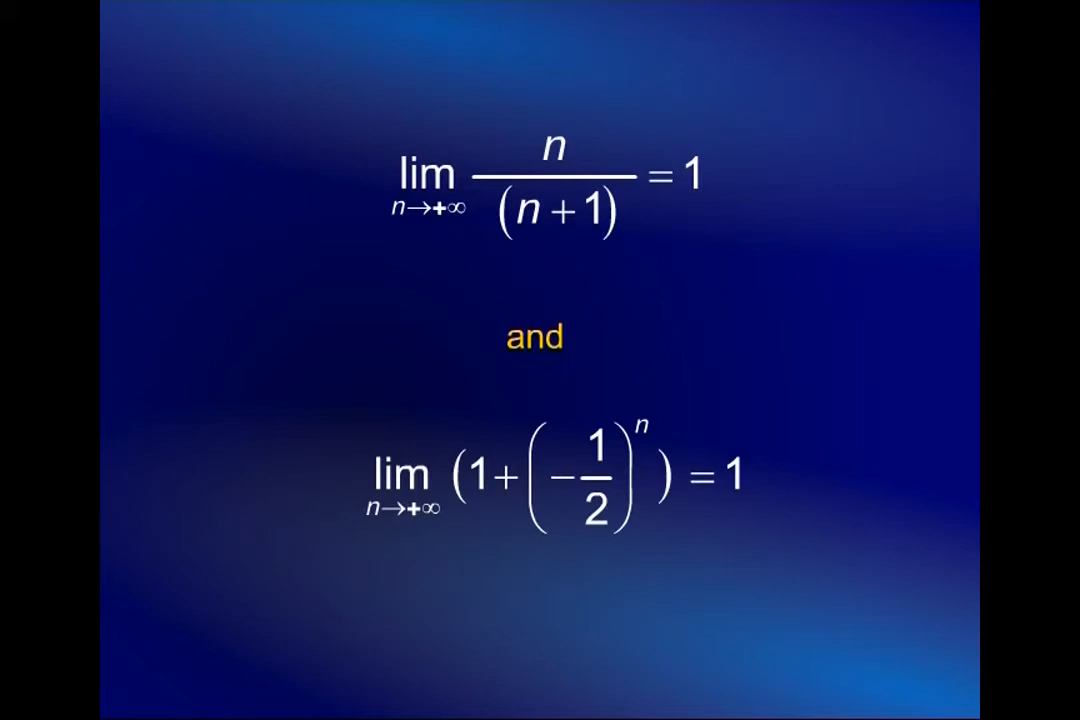 lim n→+∞ n/(n + 1) = 1
and
lim n→+∞ (1+(−1/2)^n) = 1